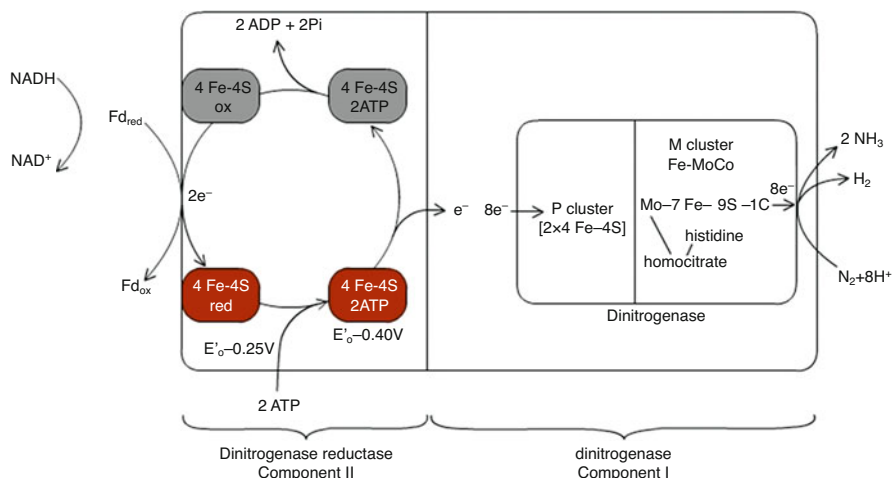 2 ADP + 2Pi
NADH
NAD⁺
Fd_red
Fd_ox
4 Fe-4S
ox
4 Fe-4S
2ATP
2e⁻
4 Fe-4S
red
4 Fe-4S
2ATP
E'₀–0.25V
E'₀–0.40V
2 ATP
e⁻
8e⁻
P cluster
[2×4 Fe–4S]
M cluster
Fe-MoCo
Mo–7 Fe– 9S –1C
8e⁻
histidine
homocitrate
Dinitrogenase
2 NH₃
H₂
N₂+8H⁺
Dinitrogenase reductase
Component II
dinitrogenase
Component I